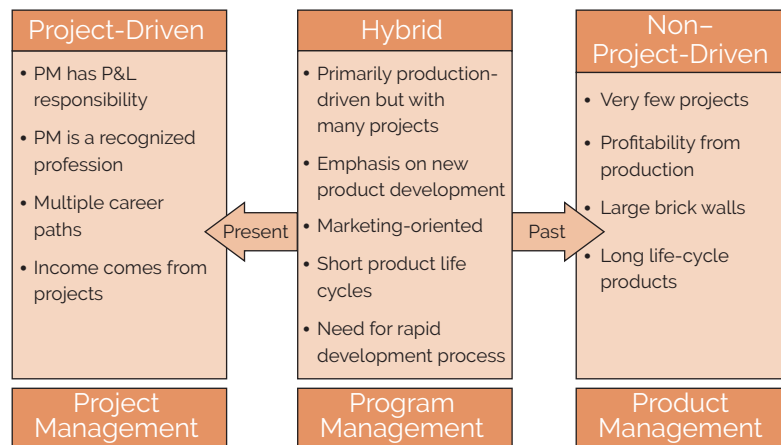 Project-Driven
• PM has P&L
responsibility
• PM is a recognized
profession
• Multiple career
paths
• Income comes from
projects
Project
Management
Present
Hybrid
• Primarily production-
driven but with
many projects
• Emphasis on new
product development
• Marketing-oriented
• Short product life
cycles
• Need for rapid
development process
Program
Management
Past
Non–
Project-Driven
• Very few projects
• Profitability from
production
• Large brick walls
• Long life-cycle
products
Product
Management